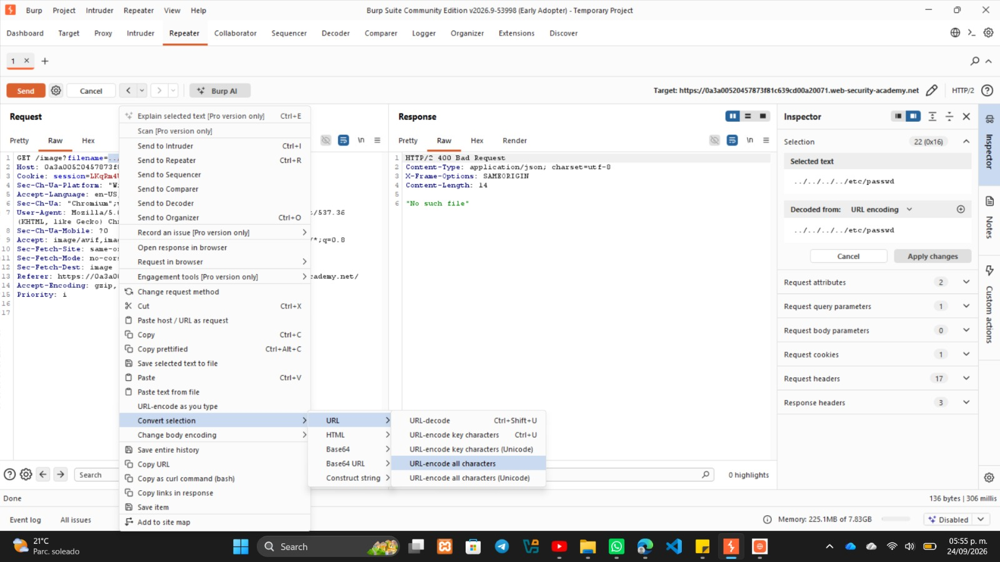 Burp Project Intruder Repeater View Help
Burp Suite Community Edition v2026.9-53998 (Early Adopter) - Temporary Project
Dashboard Target Proxy Intruder Repeater Collaborator Sequencer Decoder Comparer Logger Organizer Extensions Discover
1
Send Cancel Burp AI
Target: https://0a3a00520457873f81c639cd00a20071.web-security-academy.net HTTP/2
Request
Pretty Raw Hex
\n
1 GET /image?filename=../
2 Host: 0a3a00520457873f8
3 Cookie: session=LKqRm4
4 Sec-Ch-Ua-Platform: "Wi
5 Accept-Language: en-US,
6 Sec-Ch-Ua: "Chromium";v
7 User-Agent: Mozilla/5.0 /537.36
(KHTML, like Gecko) Chr
8 Sec-Ch-Ua-Mobile: ?0
9 Accept: image/avif,imag /*;q=0.8
10 Sec-Fetch-Site: same-or
11 Sec-Fetch-Mode: no-cors
12 Sec-Fetch-Dest: image
13 Referer: https://0a3a00 cademy.net/
14 Accept-Encoding: gzip,
15 Priority: i
16
17
Explain selected text [Pro version only] Ctrl+E
Scan [Pro version only]
Send to Intruder Ctrl+I
Send to Repeater Ctrl+R
Send to Sequencer
Send to Comparer
Send to Decoder
Send to Organizer Ctrl+O
Record an issue [Pro version only]
Open response in browser
Request in browser
Engagement tools [Pro version only]
Change request method
Cut Ctrl+X
Paste host / URL as request
Copy Ctrl+C
Copy prettified Ctrl+Alt+C
Save selected text to file
Paste Ctrl+V
Paste text from file
URL-encode as you type
Convert selection
Change body encoding
Save entire history
Copy URL
Copy as curl command (bash)
Copy links in response
Save item
Add to site map
URL
HTML
Base64
Base64 URL
Construct string
URL-decode Ctrl+Shift+U
URL-encode key characters Ctrl+U
URL-encode key characters (Unicode)
URL-encode all characters
URL-encode all characters (Unicode)
Response
Pretty Raw Hex Render
\n
1 HTTP/2 400 Bad Request
2 Content-Type: application/json; charset=utf-8
3 X-Frame-Options: SAMEORIGIN
4 Content-Length: 14
5
6 "No such file"
Inspector
Selection 22 (0x16)
Selected text
../../../../etc/passwd
Decoded from: URL encoding
../../../../etc/passwd
Cancel Apply changes
Request attributes 2
Request query parameters 1
Request body parameters 0
Request cookies 1
Request headers 17
Response headers 3
Inspector
Notes
Custom actions
Search
0 highlights
Done
136 bytes | 306 millis
Event log All issues
Memory: 225.1MB of 7.83GB
Disabled
21°C
Parc. soleado
Search
05:55 p. m.
24/09/2026